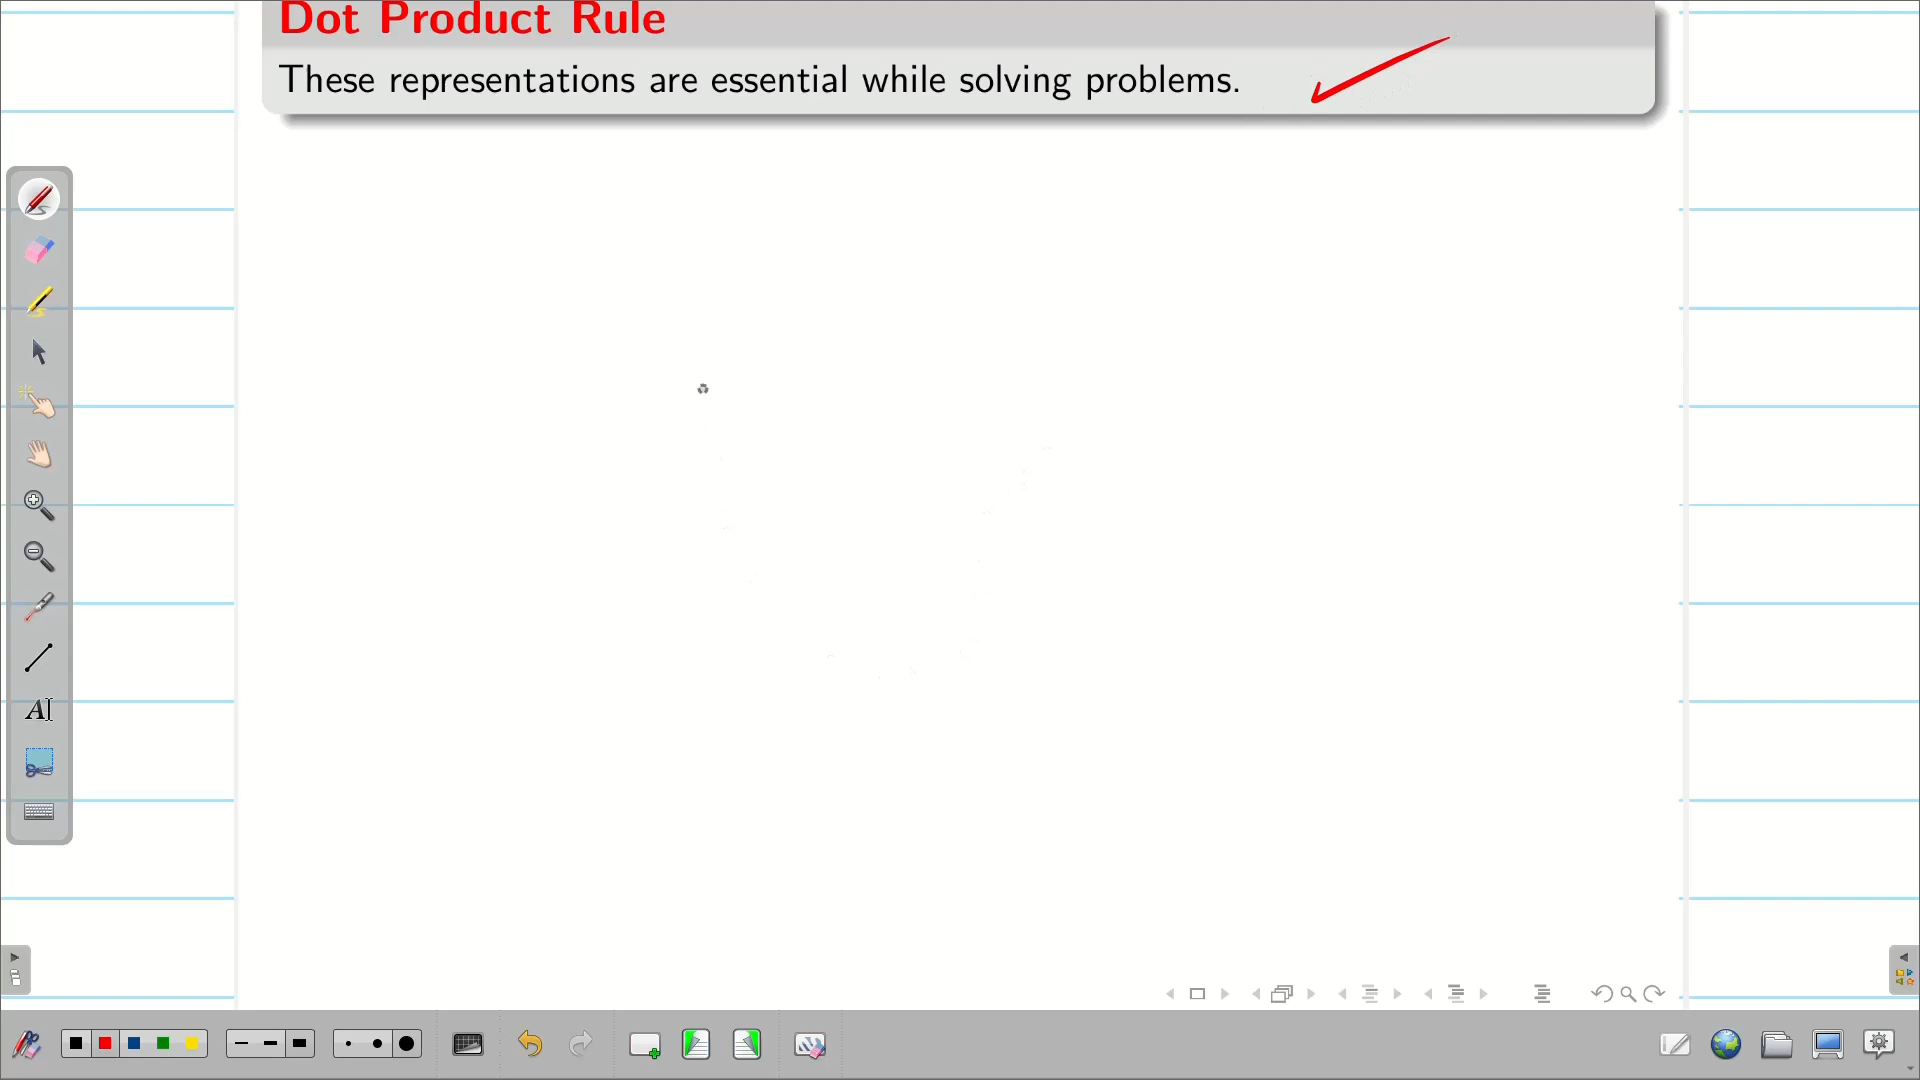 Dot Product Rule
These representations are essential while solving problems.